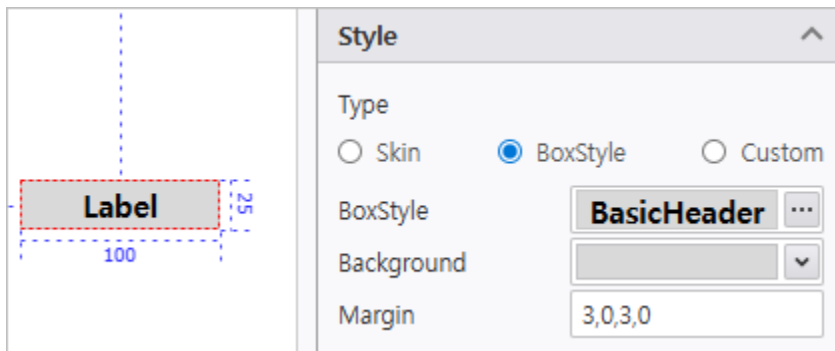 Style
Type
Skin BoxStyle Custom
Label
25
100
BoxStyle BasicHeader ...
Background
Margin 3,0,3,0